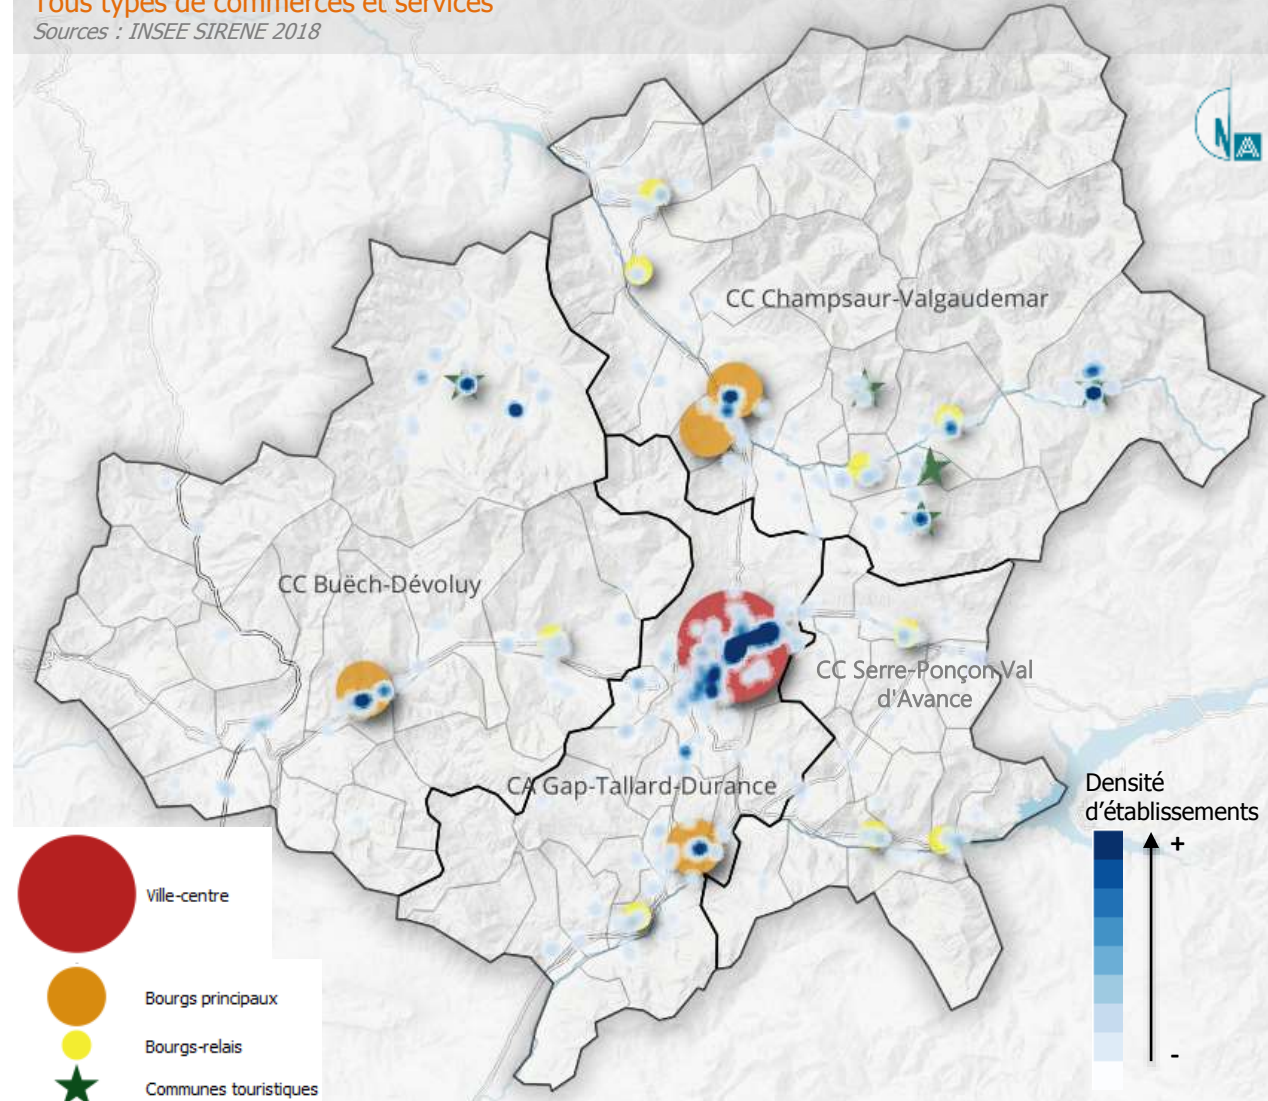 Tous types de commerces et services
Sources : INSEE SIRENE 2018
N
CC Champsaur-Valgaudemar
CC Buëch-Dévoluy
CC Serre-Ponçon Val
d'Avance
CA Gap-Tallard-Durance
Densité
d'établissements
+
-
Ville-centre
Bourgs principaux
Bourgs-relais
Communes touristiques